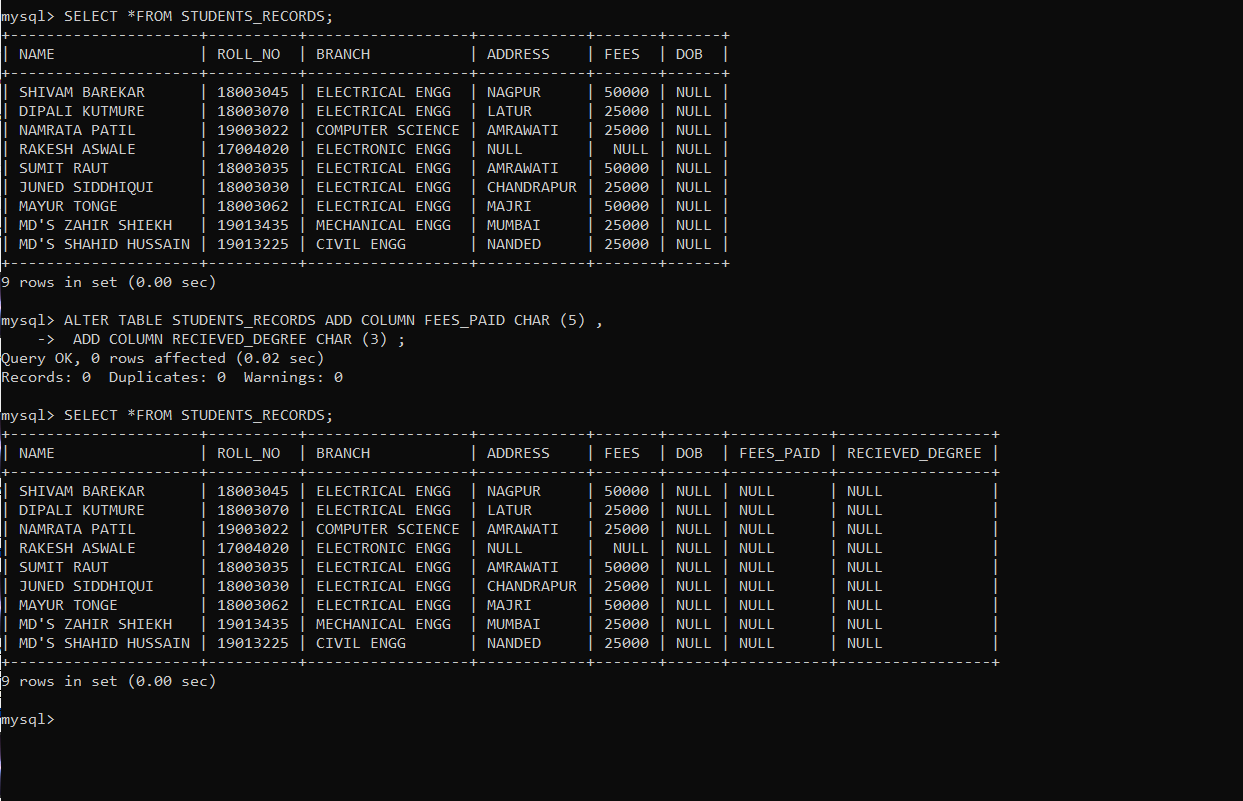 mysql> SELECT *FROM STUDENTS_RECORDS;
+---------------------+----------+------------------+------------+-------+------+
| NAME                | ROLL_NO  | BRANCH           | ADDRESS    | FEES  | DOB  |
+---------------------+----------+------------------+------------+-------+------+
| SHIVAM BAREKAR      | 18003045 | ELECTRICAL ENGG  | NAGPUR     | 50000 | NULL |
| DIPALI KUTMURE      | 18003070 | ELECTRICAL ENGG  | LATUR      | 25000 | NULL |
| NAMRATA PATIL       | 19003022 | COMPUTER SCIENCE | AMRAWATI   | 25000 | NULL |
| RAKESH ASWALE       | 17004020 | ELECTRONIC ENGG  | NULL       |  NULL | NULL |
| SUMIT RAUT          | 18003035 | ELECTRICAL ENGG  | AMRAWATI   | 50000 | NULL |
| JUNED SIDDHIQUI     | 18003030 | ELECTRICAL ENGG  | CHANDRAPUR | 25000 | NULL |
| MAYUR TONGE         | 18003062 | ELECTRICAL ENGG  | MAJRI      | 50000 | NULL |
| MD'S ZAHIR SHIEKH   | 19013435 | MECHANICAL ENGG  | MUMBAI     | 25000 | NULL |
| MD'S SHAHID HUSSAIN | 19013225 | CIVIL ENGG       | NANDED     | 25000 | NULL |
+---------------------+----------+------------------+------------+-------+------+
9 rows in set (0.00 sec)

mysql> ALTER TABLE STUDENTS_RECORDS ADD COLUMN FEES_PAID CHAR (5) ,
    ->  ADD COLUMN RECIEVED_DEGREE CHAR (3) ;
Query OK, 0 rows affected (0.02 sec)
Records: 0  Duplicates: 0  Warnings: 0

mysql> SELECT *FROM STUDENTS_RECORDS;
+---------------------+----------+------------------+------------+-------+------+-----------+-----------------+
| NAME                | ROLL_NO  | BRANCH           | ADDRESS    | FEES  | DOB  | FEES_PAID | RECIEVED_DEGREE |
+---------------------+----------+------------------+------------+-------+------+-----------+-----------------+
| SHIVAM BAREKAR      | 18003045 | ELECTRICAL ENGG  | NAGPUR     | 50000 | NULL | NULL      | NULL            |
| DIPALI KUTMURE      | 18003070 | ELECTRICAL ENGG  | LATUR      | 25000 | NULL | NULL      | NULL            |
| NAMRATA PATIL       | 19003022 | COMPUTER SCIENCE | AMRAWATI   | 25000 | NULL | NULL      | NULL            |
| RAKESH ASWALE       | 17004020 | ELECTRONIC ENGG  | NULL       |  NULL | NULL | NULL      | NULL            |
| SUMIT RAUT          | 18003035 | ELECTRICAL ENGG  | AMRAWATI   | 50000 | NULL | NULL      | NULL            |
| JUNED SIDDHIQUI     | 18003030 | ELECTRICAL ENGG  | CHANDRAPUR | 25000 | NULL | NULL      | NULL            |
| MAYUR TONGE         | 18003062 | ELECTRICAL ENGG  | MAJRI      | 50000 | NULL | NULL      | NULL            |
| MD'S ZAHIR SHIEKH   | 19013435 | MECHANICAL ENGG  | MUMBAI     | 25000 | NULL | NULL      | NULL            |
| MD'S SHAHID HUSSAIN | 19013225 | CIVIL ENGG       | NANDED     | 25000 | NULL | NULL      | NULL            |
+---------------------+----------+------------------+------------+-------+------+-----------+-----------------+
9 rows in set (0.00 sec)

mysql>